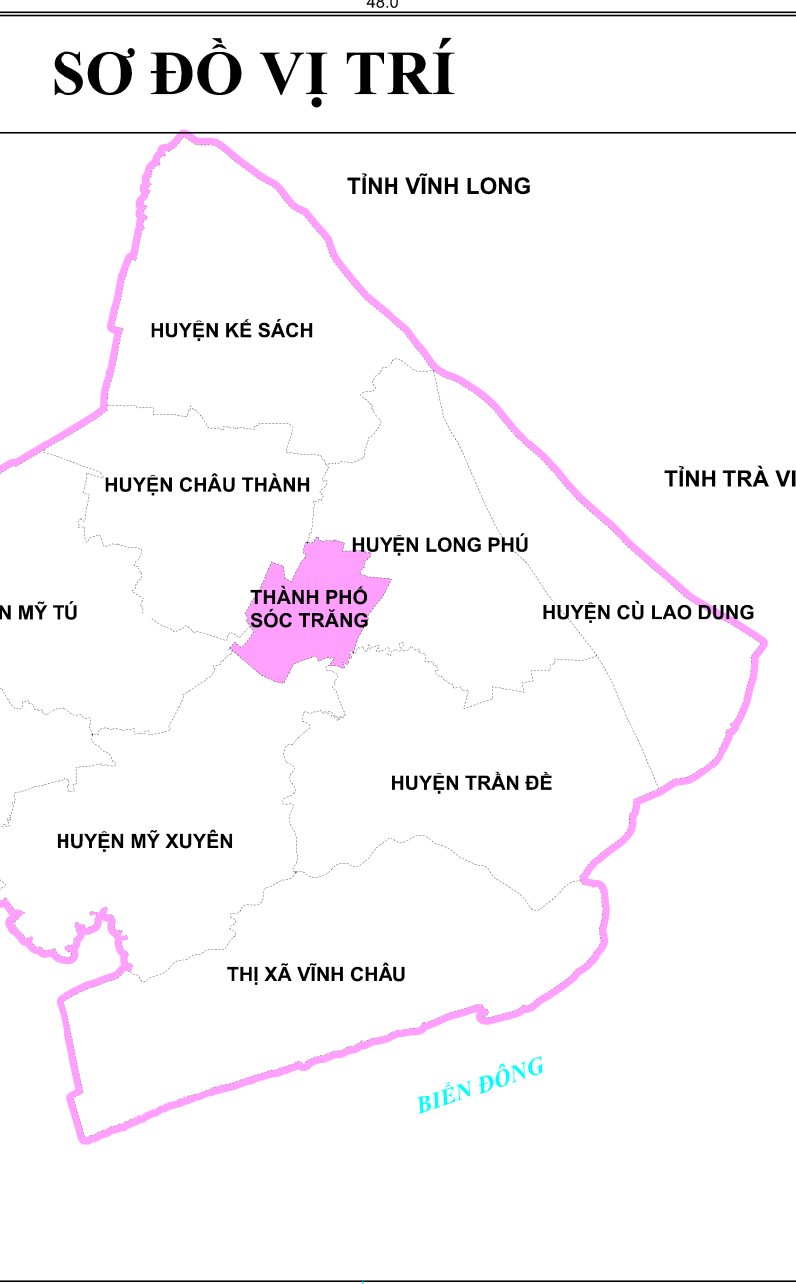 48.0
SƠ ĐỒ VỊ TRÍ
TỈNH VĨNH LONG
HUYỆN KẾ SÁCH
TỈNH TRÀ VI
HUYỆN CHÂU THÀNH
HUYỆN LONG PHÚ
THÀNH PHỐ
SÓC TRĂNG
N MỸ TÚ
HUYỆN CÙ LAO DUNG
HUYỆN TRẦN ĐỀ
HUYỆN MỸ XUYÊN
THỊ XÃ VĨNH CHÂU
BIỂN ĐÔNG